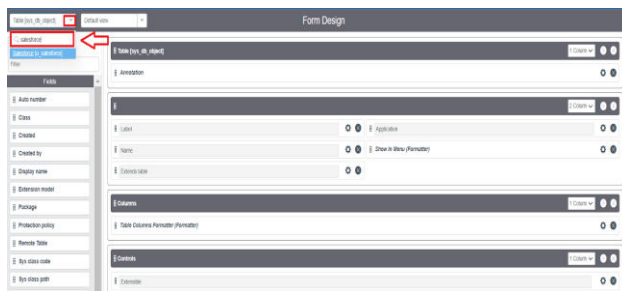 Table [sys_db_object]
Default view
Form Design
salesforce
Salesforce [u_salesforce]
Filter
Fields
Auto number
Class
Created
Created by
Display name
Extension model
Package
Protection policy
Remote Table
Sys class code
Sys class path
Table [sys_db_object]
1 Column
Annotation
2 Column
Label
Application
Name
Show In Menu (Formatter)
Extends table
Columns
1 Column
Table Columns Formatter (Formatter)
Controls
1 Column
Extensible